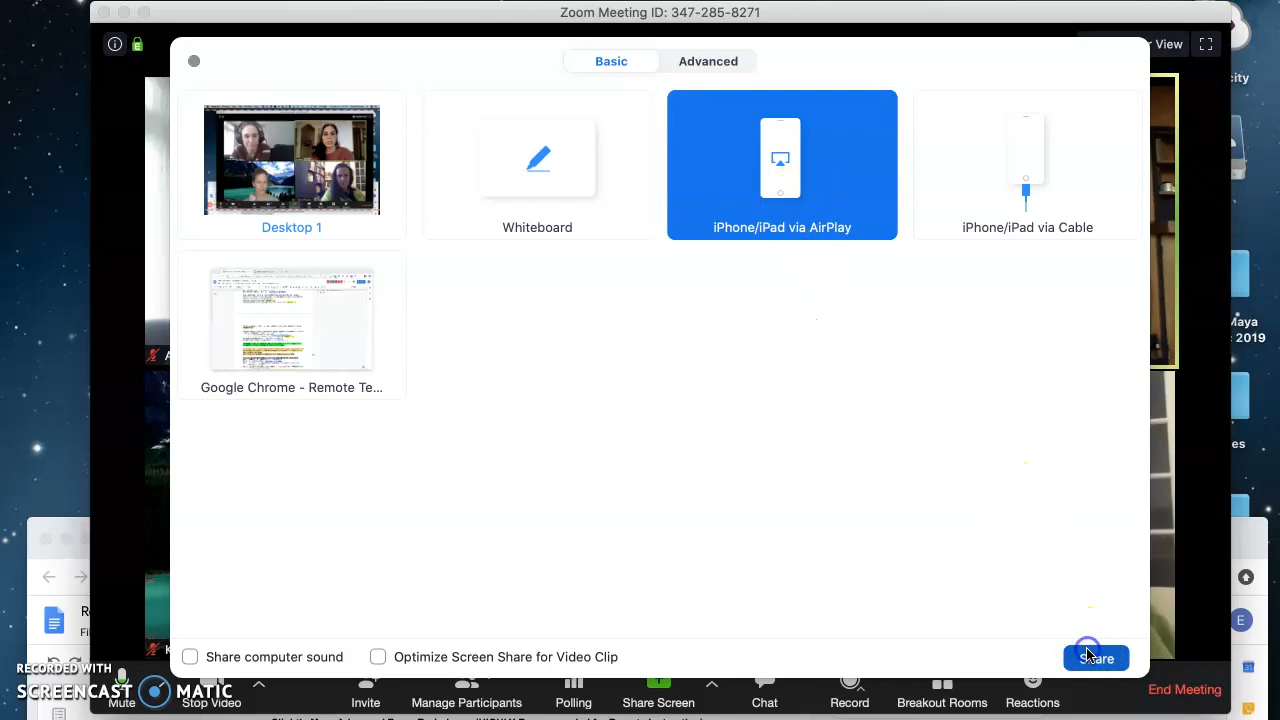 Zoom Meeting ID: 347-285-8271
View
Basic
Advanced
Desktop 1
Whiteboard
iPhone/iPad via AirPlay
iPhone/iPad via Cable
Google Chrome - Remote Te...
Maya
2019
Share computer sound
Optimize Screen Share for Video Clip
Share
RECORDED WITH
SCREENCAST MATIC
Mute
Stop Video
Invite
Manage Participants
Polling
Share Screen
Chat
Record
Breakout Rooms
Reactions
End Meeting
E